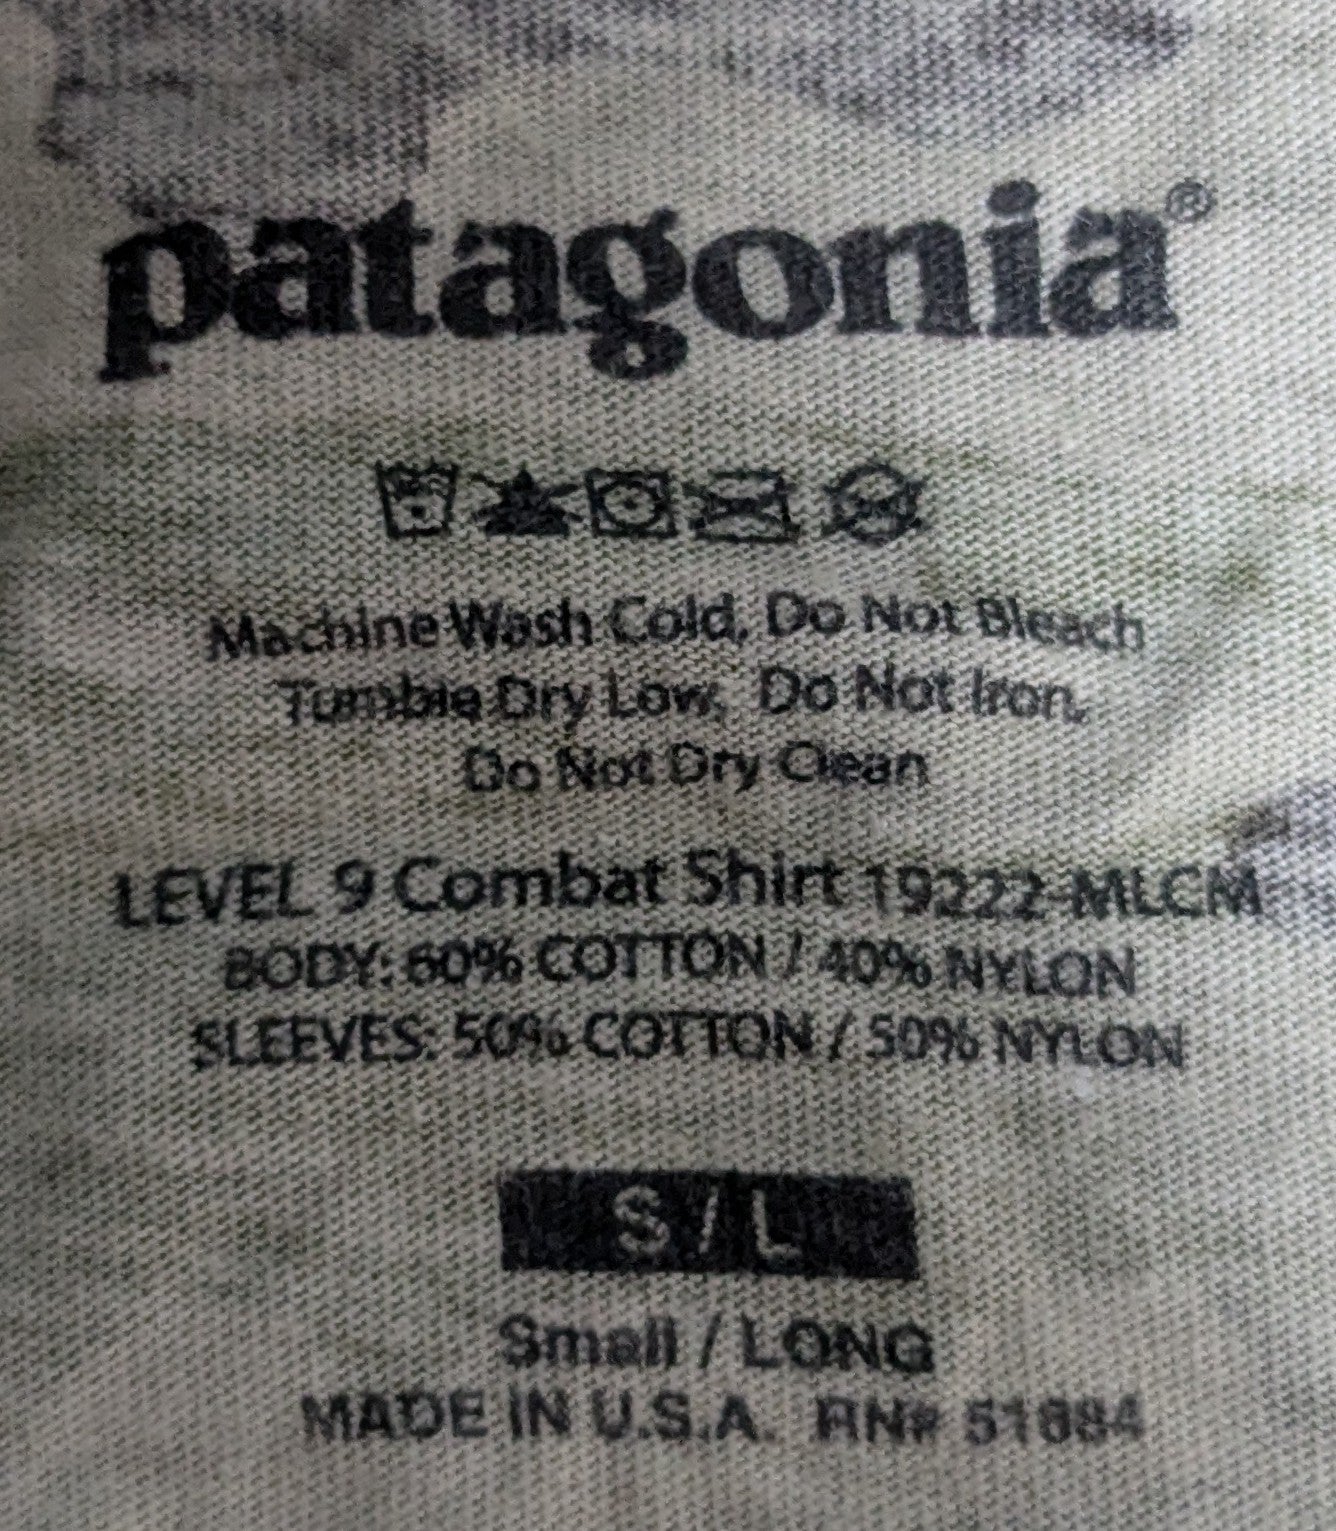 patagonia®
Machine Wash Cold, Do Not Bleach
Tumble Dry Low, Do Not Iron,
Do Not Dry Clean
LEVEL 9 Combat Shirt 19222-MLCM
BODY: 60% COTTON / 40% NYLON
SLEEVES: 50% COTTON / 50% NYLON
S/L
Small / LONG
MADE IN U.S.A. RN# 51884